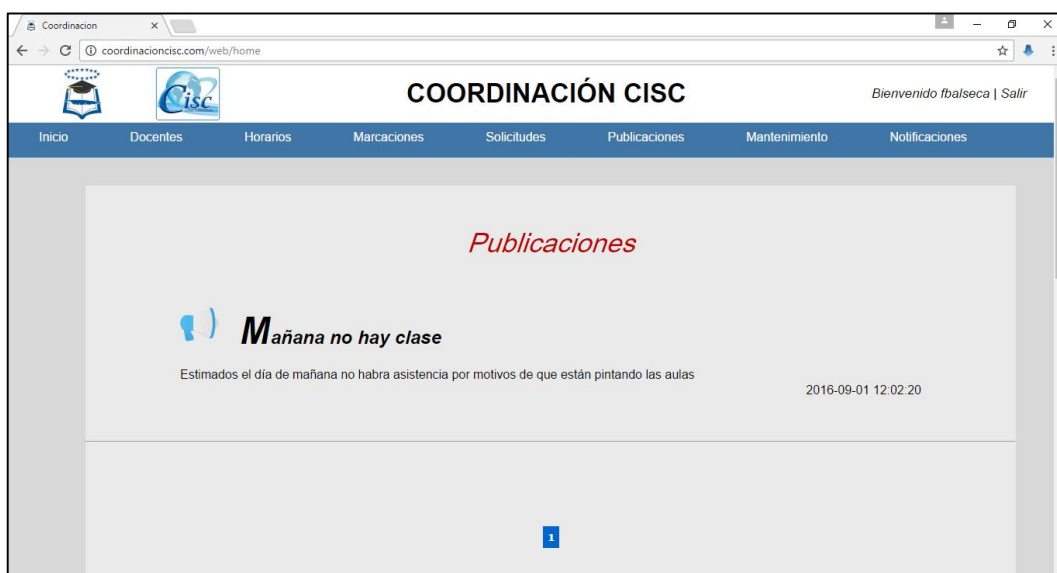 Coordinacion
coordinacioncisc.com/web/home
Cisc
COORDINACIÓN CISC
Bienvenido fbalseca | Salir
Inicio Docentes Horarios Marcaciones Solicitudes Publicaciones Mantenimiento Notificaciones
Publicaciones
Mañana no hay clase
Estimados el día de mañana no habra asistencia por motivos de que están pintando las aulas
2016-09-01 12:02:20
1